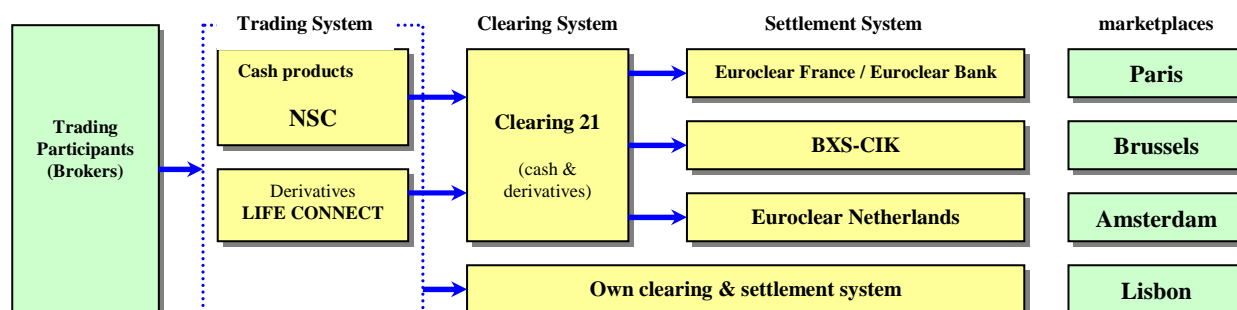 Trading System
Clearing System
Settlement System
marketplaces
Trading
Participants
(Brokers)
Cash products
NSC
Derivatives
LIFE CONNECT
Clearing 21
(cash &
derivatives)
Euroclear France / Euroclear Bank
BXS-CIK
Euroclear Netherlands
Own clearing & settlement system
Paris
Brussels
Amsterdam
Lisbon